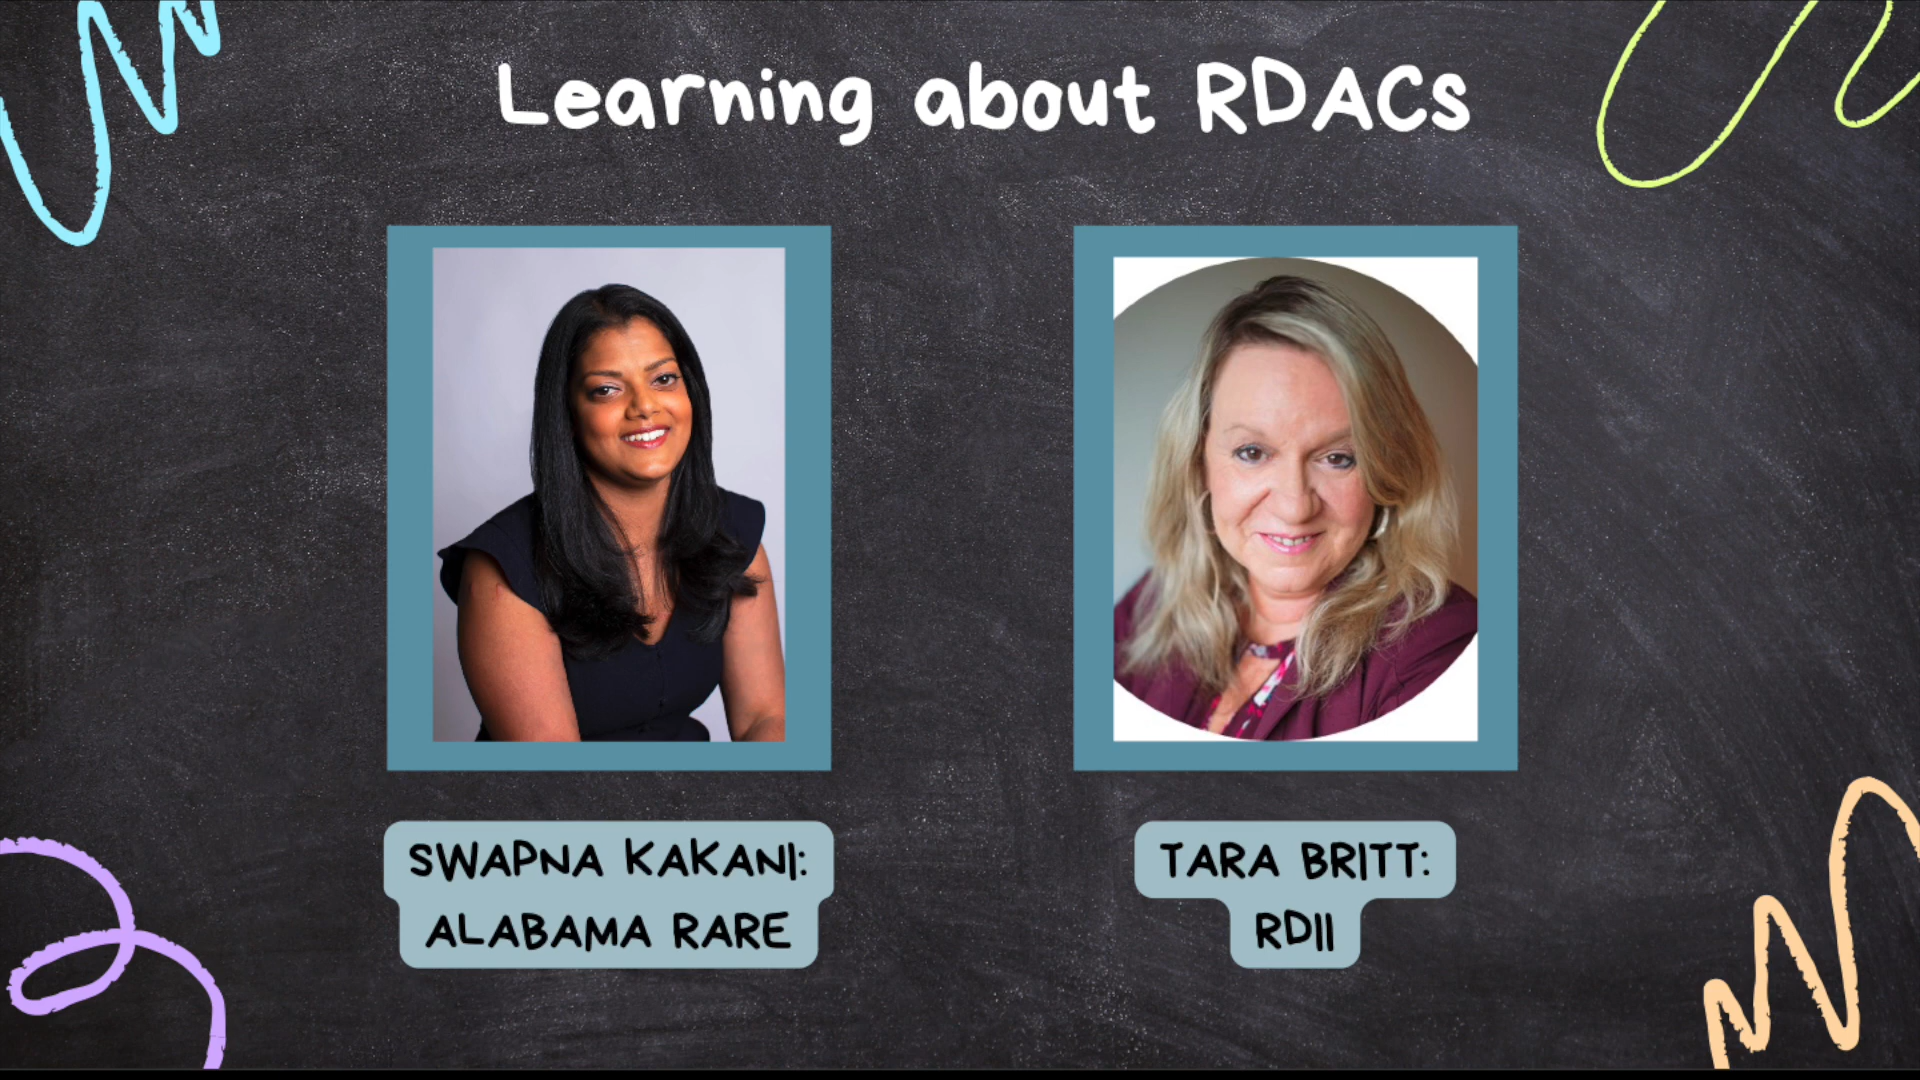 Learning about RDACs
SWAPNA KAKANI:
ALABAMA RARE
TARA BRITT:
RDII